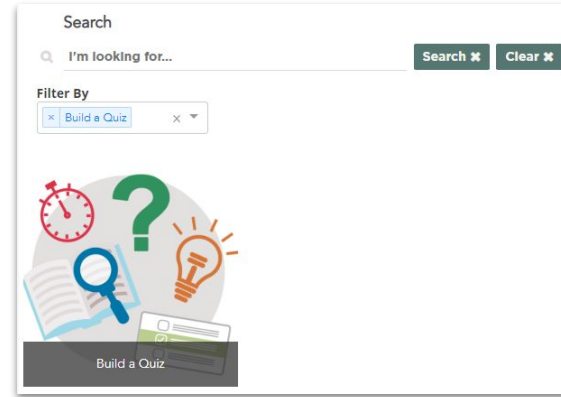 Search
I'm looking for...
Search ✖
Clear ✖
Filter By
× Build a Quiz × ▼
?
Build a Quiz